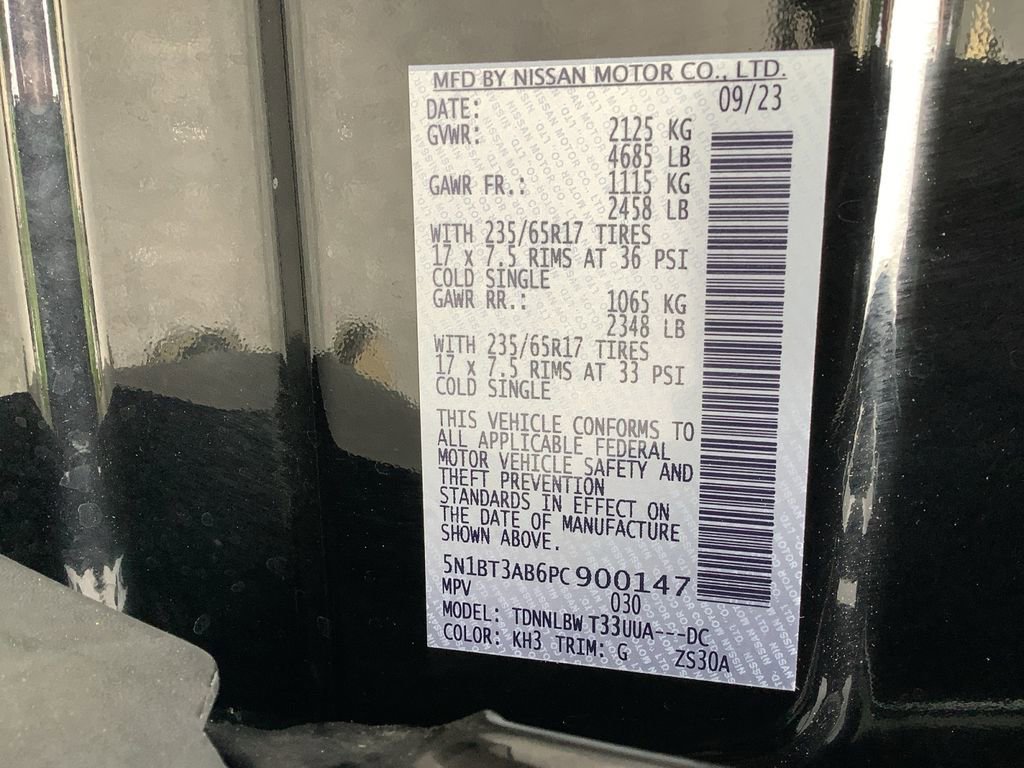 MFD BY NISSAN MOTOR CO., LTD.
DATE: 09/23
GVWR: 2125 KG
4685 LB
GAWR FR.: 1115 KG
2458 LB
WITH 235/65R17 TIRES
17 x 7.5 RIMS AT 36 PSI
COLD SINGLE
GAWR RR.: 1065 KG
2348 LB
WITH 235/65R17 TIRES
17 x 7.5 RIMS AT 33 PSI
COLD SINGLE
THIS VEHICLE CONFORMS TO
ALL APPLICABLE FEDERAL
MOTOR VEHICLE SAFETY AND
THEFT PREVENTION
STANDARDS IN EFFECT ON
THE DATE OF MANUFACTURE
SHOWN ABOVE.
5N1BT3AB6PC900147
MPV 030
MODEL: TDNNLBW T33UUA---DC
COLOR: KH3 TRIM: G ZS30A